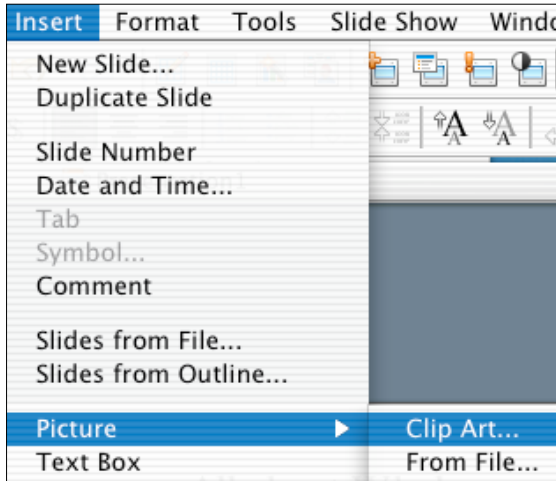 Insert Format Tools Slide Show
New Slide...
Duplicate Slide
Slide Number
Date and Time...
Tab
Symbol...
Comment
Slides from File...
Slides from Outline...
Picture Clip Art...
Text Box From File...